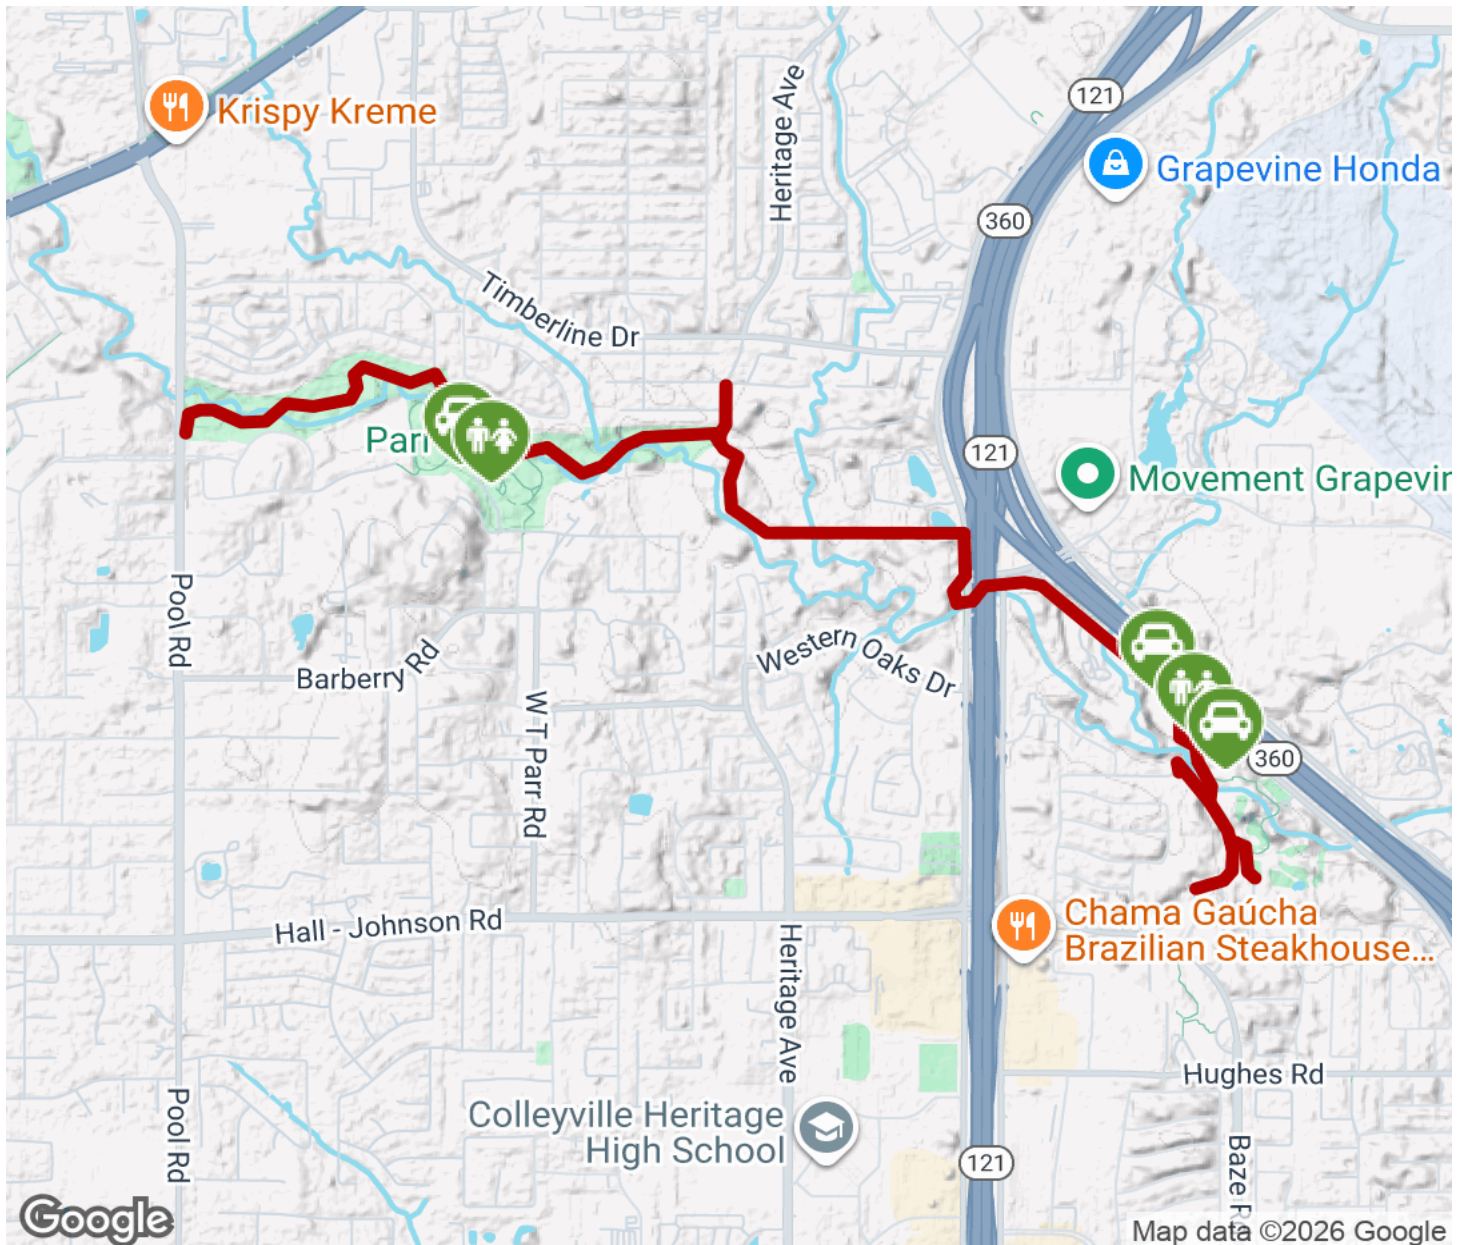 121
Krispy Kreme
Heritage Ave
Grapevine Honda
360
Timberline Dr
Parr
121
Movement Grapevin
Pool Rd
Barberry Rd
Western Oaks Dr
W T Parr Rd
360
Hall - Johnson Rd
Chama Gaúcha
Brazilian Steakhouse...
Heritage Ave
Hughes Rd
Colleyville Heritage
High School
Pool Rd
121
Baze R
Google
Map data ©2026 Google